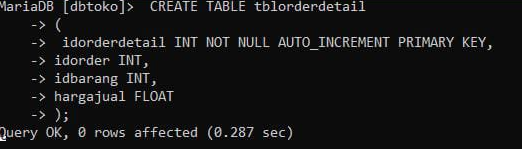 MariaDB [dbtoko]> CREATE TABLE tblorderdetail
-> (
-> idorderdetail INT NOT NULL AUTO_INCREMENT PRIMARY KEY,
-> idorder INT,
-> idbarang INT,
-> hargajual FLOAT
-> );
Query OK, 0 rows affected (0.287 sec)